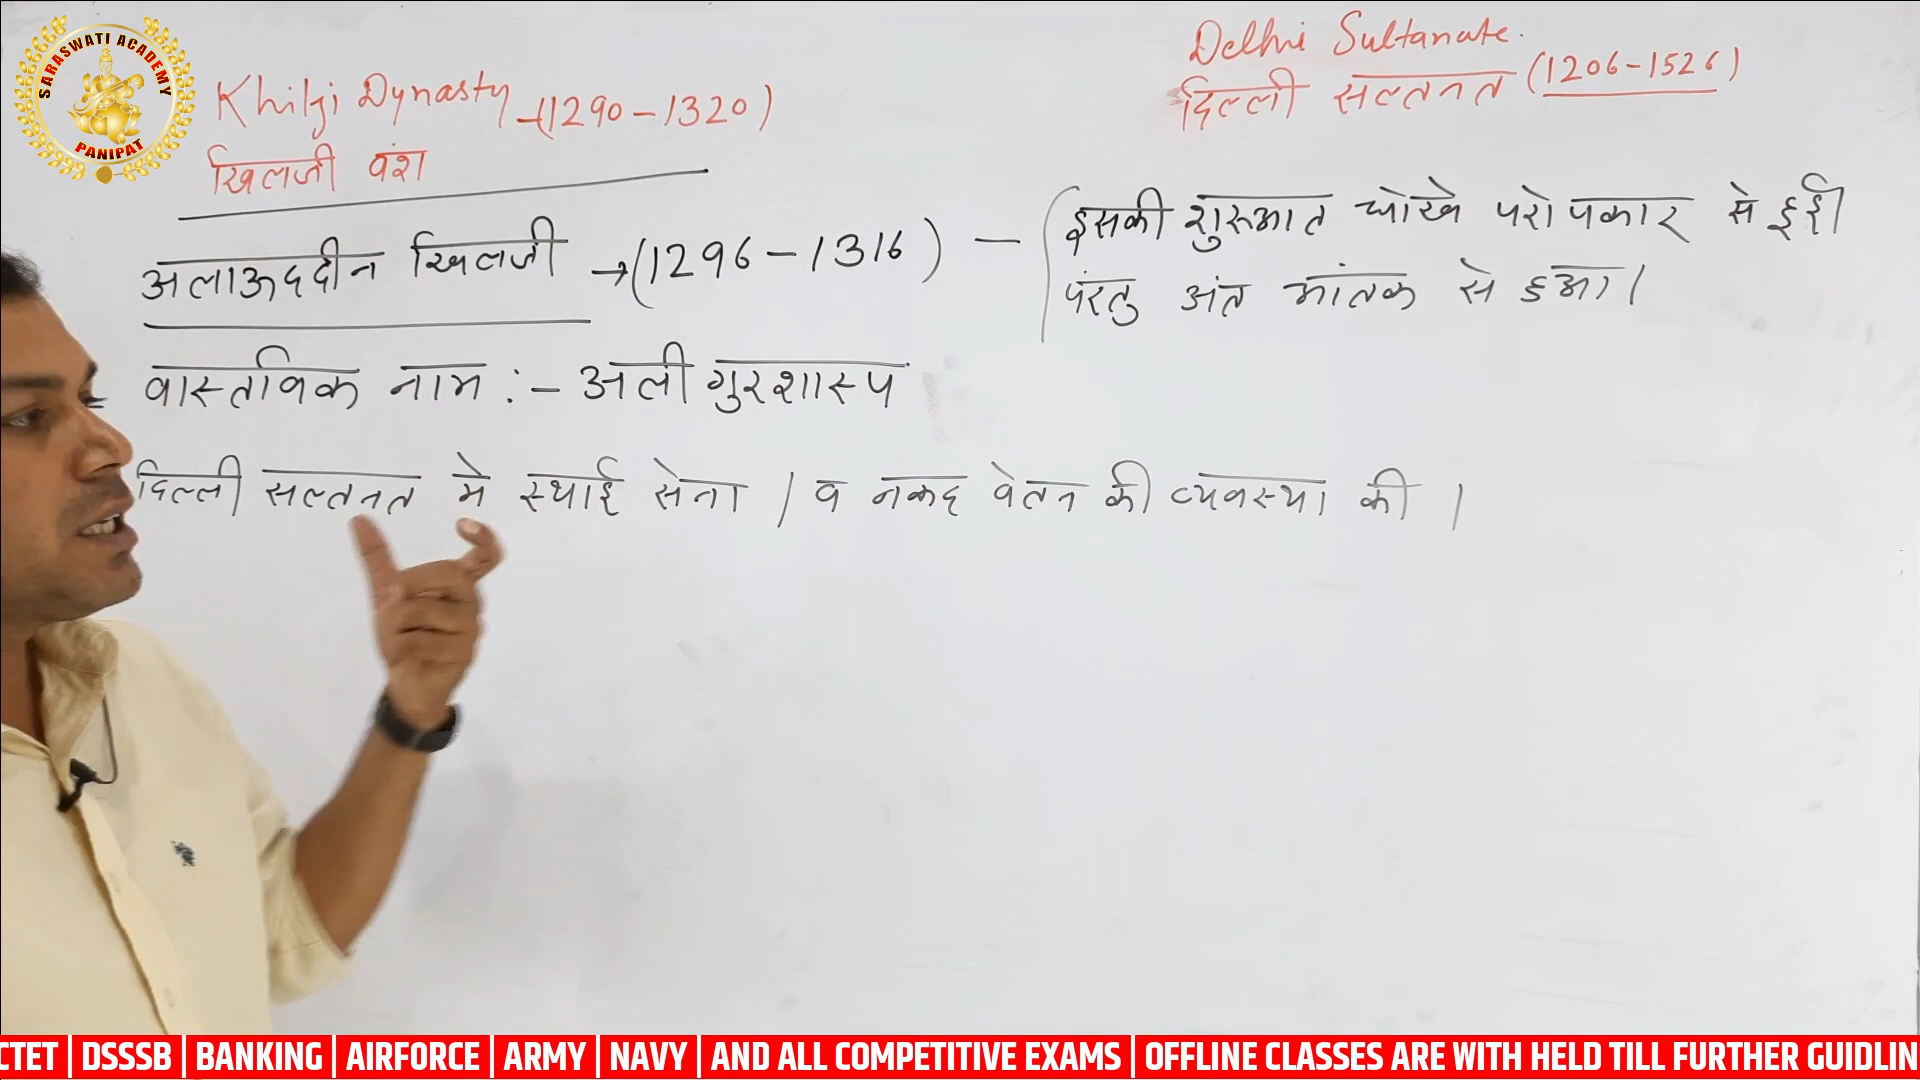 SARASWATI ACADEMY
PANIPAT
Delhi Sultanate.
दिल्ली सल्तनत (1206-1526)
Khilji Dynasty -(1290-1320)
खिलजी वंश
अलाऊददीन खिलजी →(1296-1316) - इसकी शुरुआत धोखे परोपकार से हुई
परंतु अंत आंतक से हुआ।
वास्तविक नाम :- अली गुरशास्प
दिल्ली सल्तनत मे स्थाई सेना / व नकद वेतन की व्यवस्था की ।
CTET | DSSSB | BANKING | AIRFORCE | ARMY | NAVY | AND ALL COMPETITIVE EXAMS | OFFLINE CLASSES ARE WITH HELD TILL FURTHER GUIDLIN